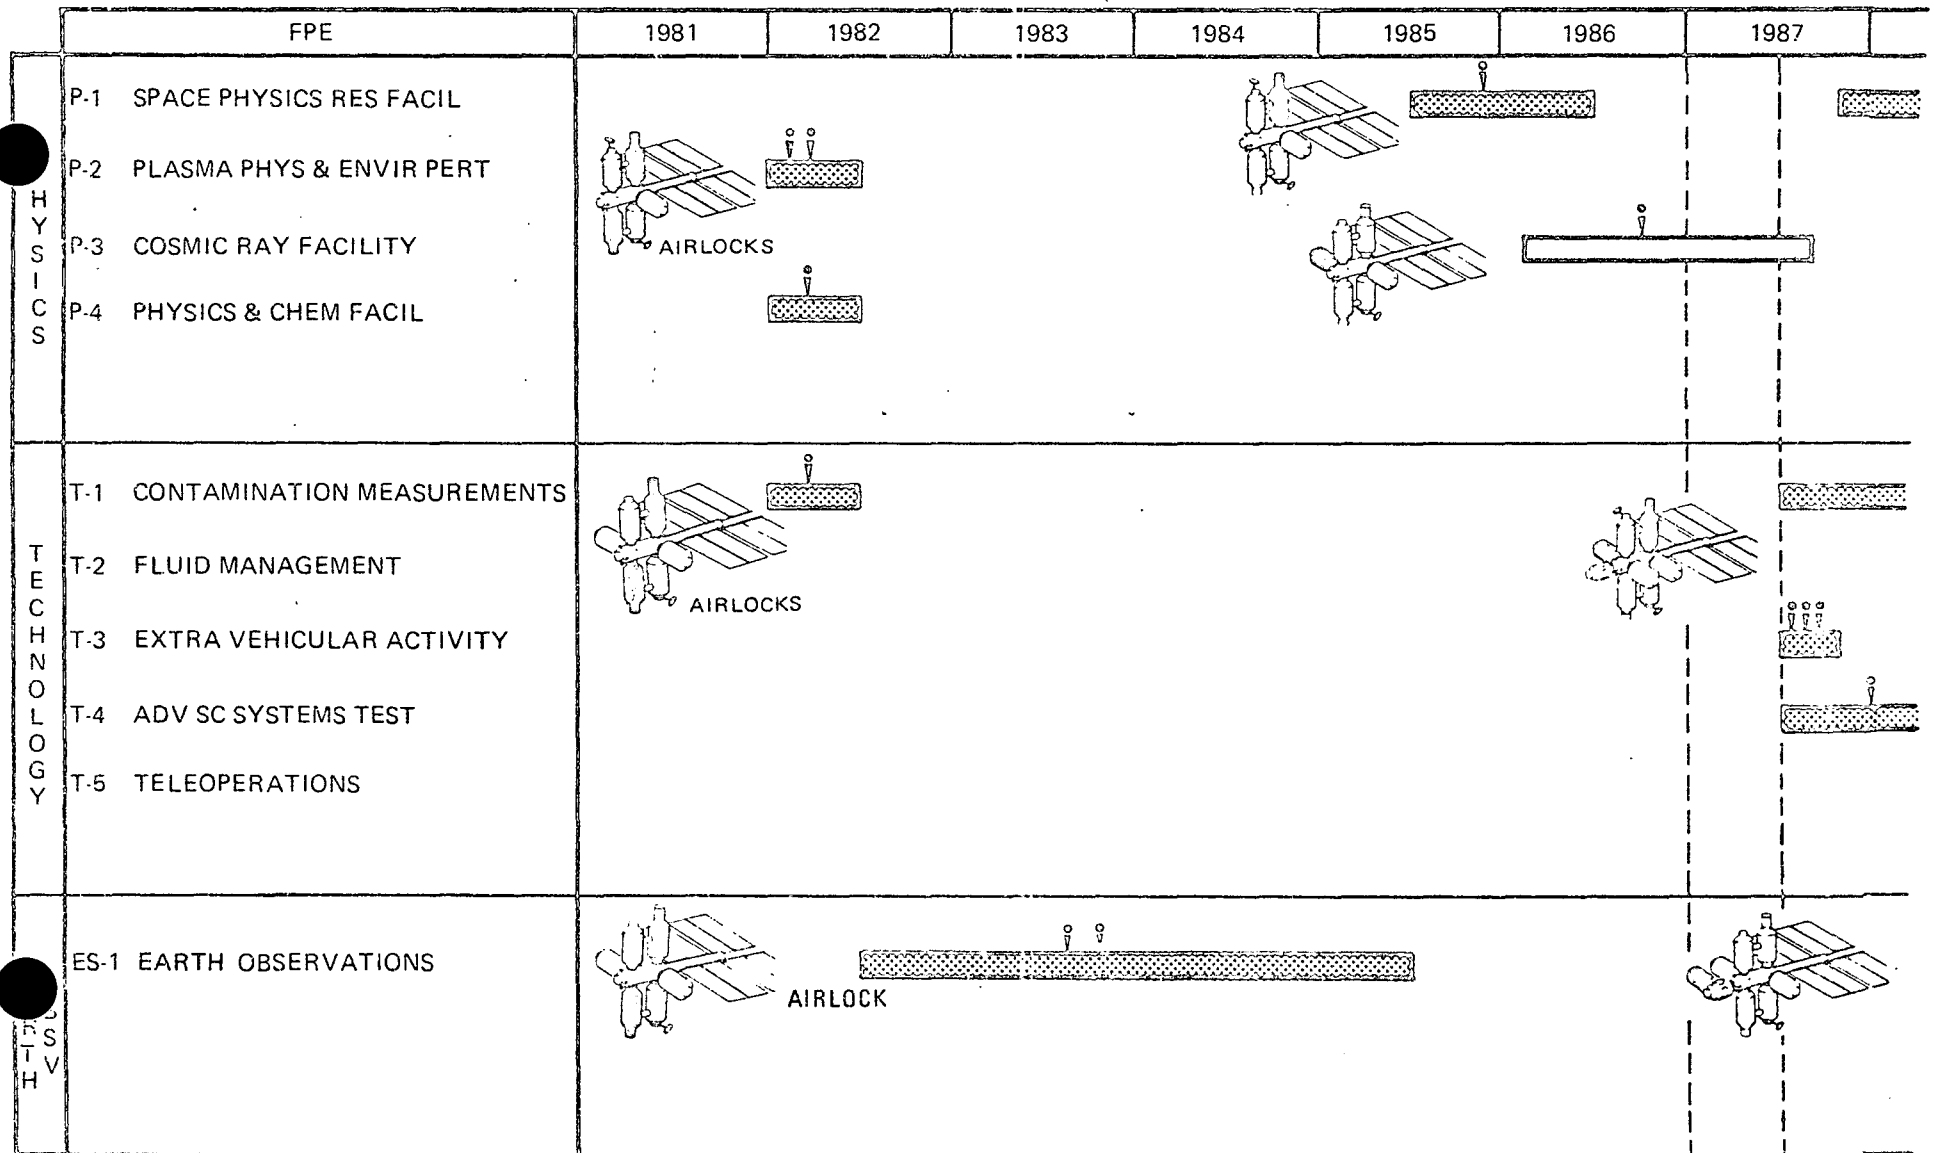 FPE 1981 1982 1983 1984 1985 1986 1987
HYSICS
P-1 SPACE PHYSICS RES FACIL
P-2 PLASMA PHYS & ENVIR PERT
P-3 COSMIC RAY FACILITY
AIRLOCKS
P-4 PHYSICS & CHEM FACIL
TECHNOLOGY
T-1 CONTAMINATION MEASUREMENTS
T-2 FLUID MANAGEMENT
AIRLOCKS
T-3 EXTRA VEHICULAR ACTIVITY
T-4 ADV SC SYSTEMS TEST
T-5 TELEOPERATIONS
ES-1 EARTH OBSERVATIONS
AIRLOCK
RTH
SV